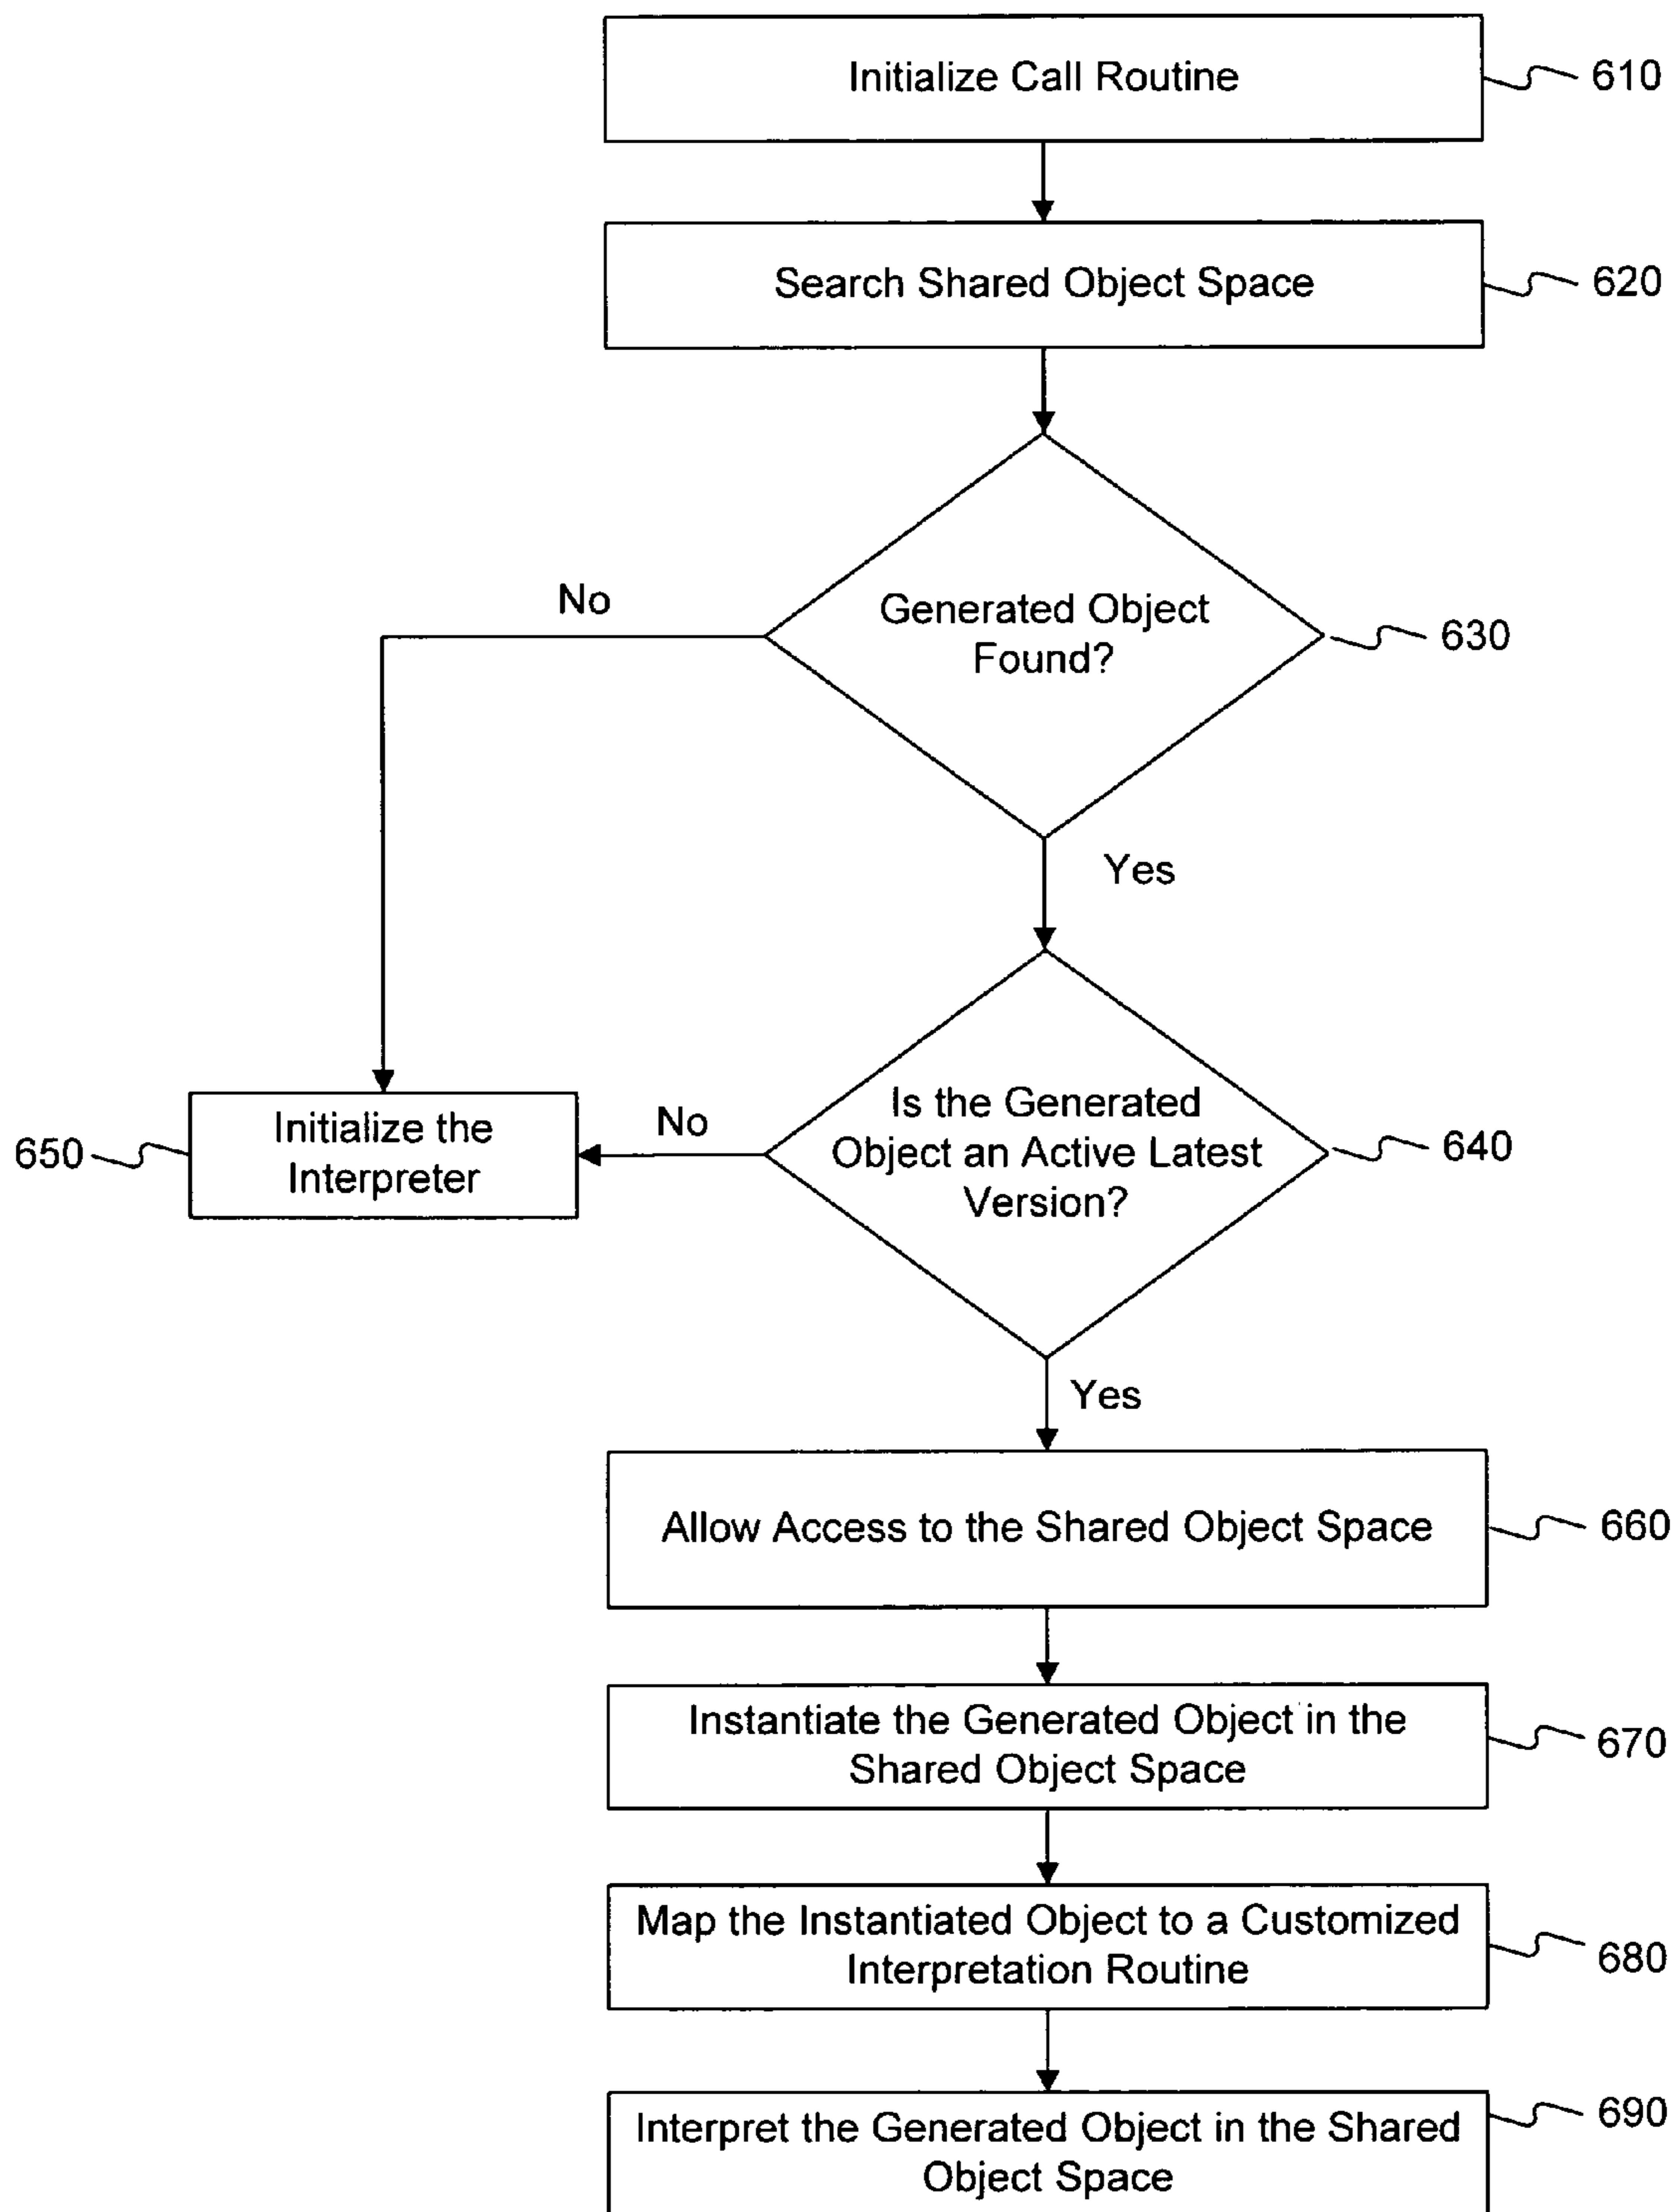 Initialize Call Routine
610
Search Shared Object Space
620
No
Generated Object
Found?
630
Yes
Is the Generated
Object an Active Latest
Version?
640
No
Initialize the
Interpreter
650
Yes
Allow Access to the Shared Object Space
660
Instantiate the Generated Object in the
Shared Object Space
670
Map the Instantiated Object to a Customized
Interpretation Routine
680
Interpret the Generated Object in the Shared
Object Space
690